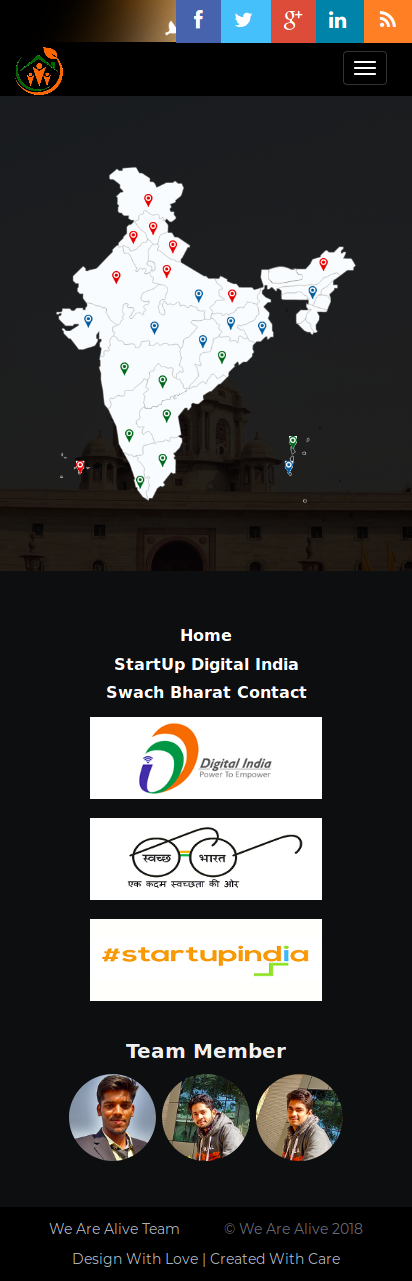 Home
StartUp Digital India
Swach Bharat Contact
Digital India
Power To Empower
स्वच्छ भारत
एक कदम स्वच्छता की ओर
#startupindia
Team Member
We Are Alive Team © We Are Alive 2018
Design With Love | Created With Care